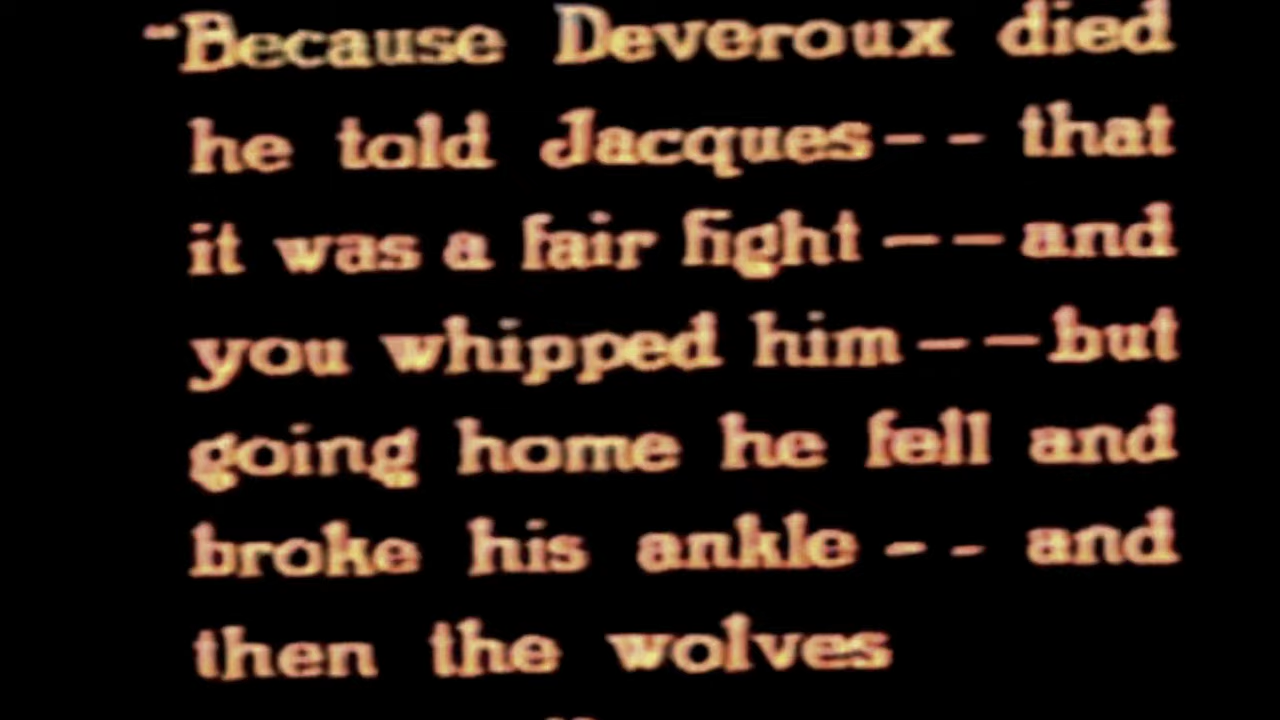 "Because Deveroux died
he told Jacques-- that
it was a fair fight --and
you whipped him--but
going home he fell and
broke his ankle -- and
then the wolves